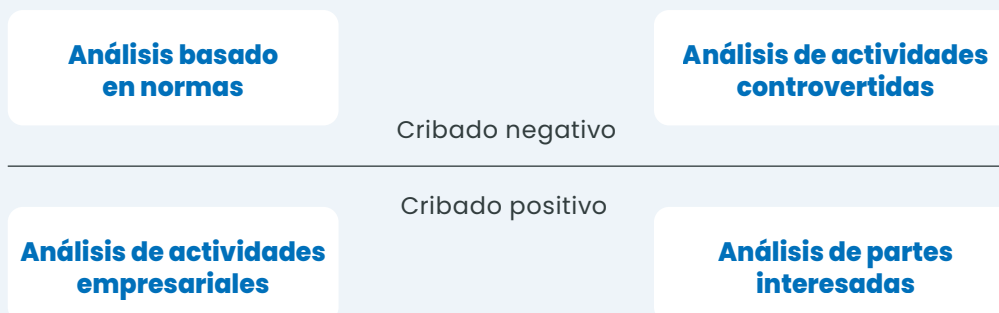 Análisis basado
en normas
Análisis de actividades
controvertidas
Cribado negativo
Cribado positivo
Análisis de actividades
empresariales
Análisis de partes
interesadas